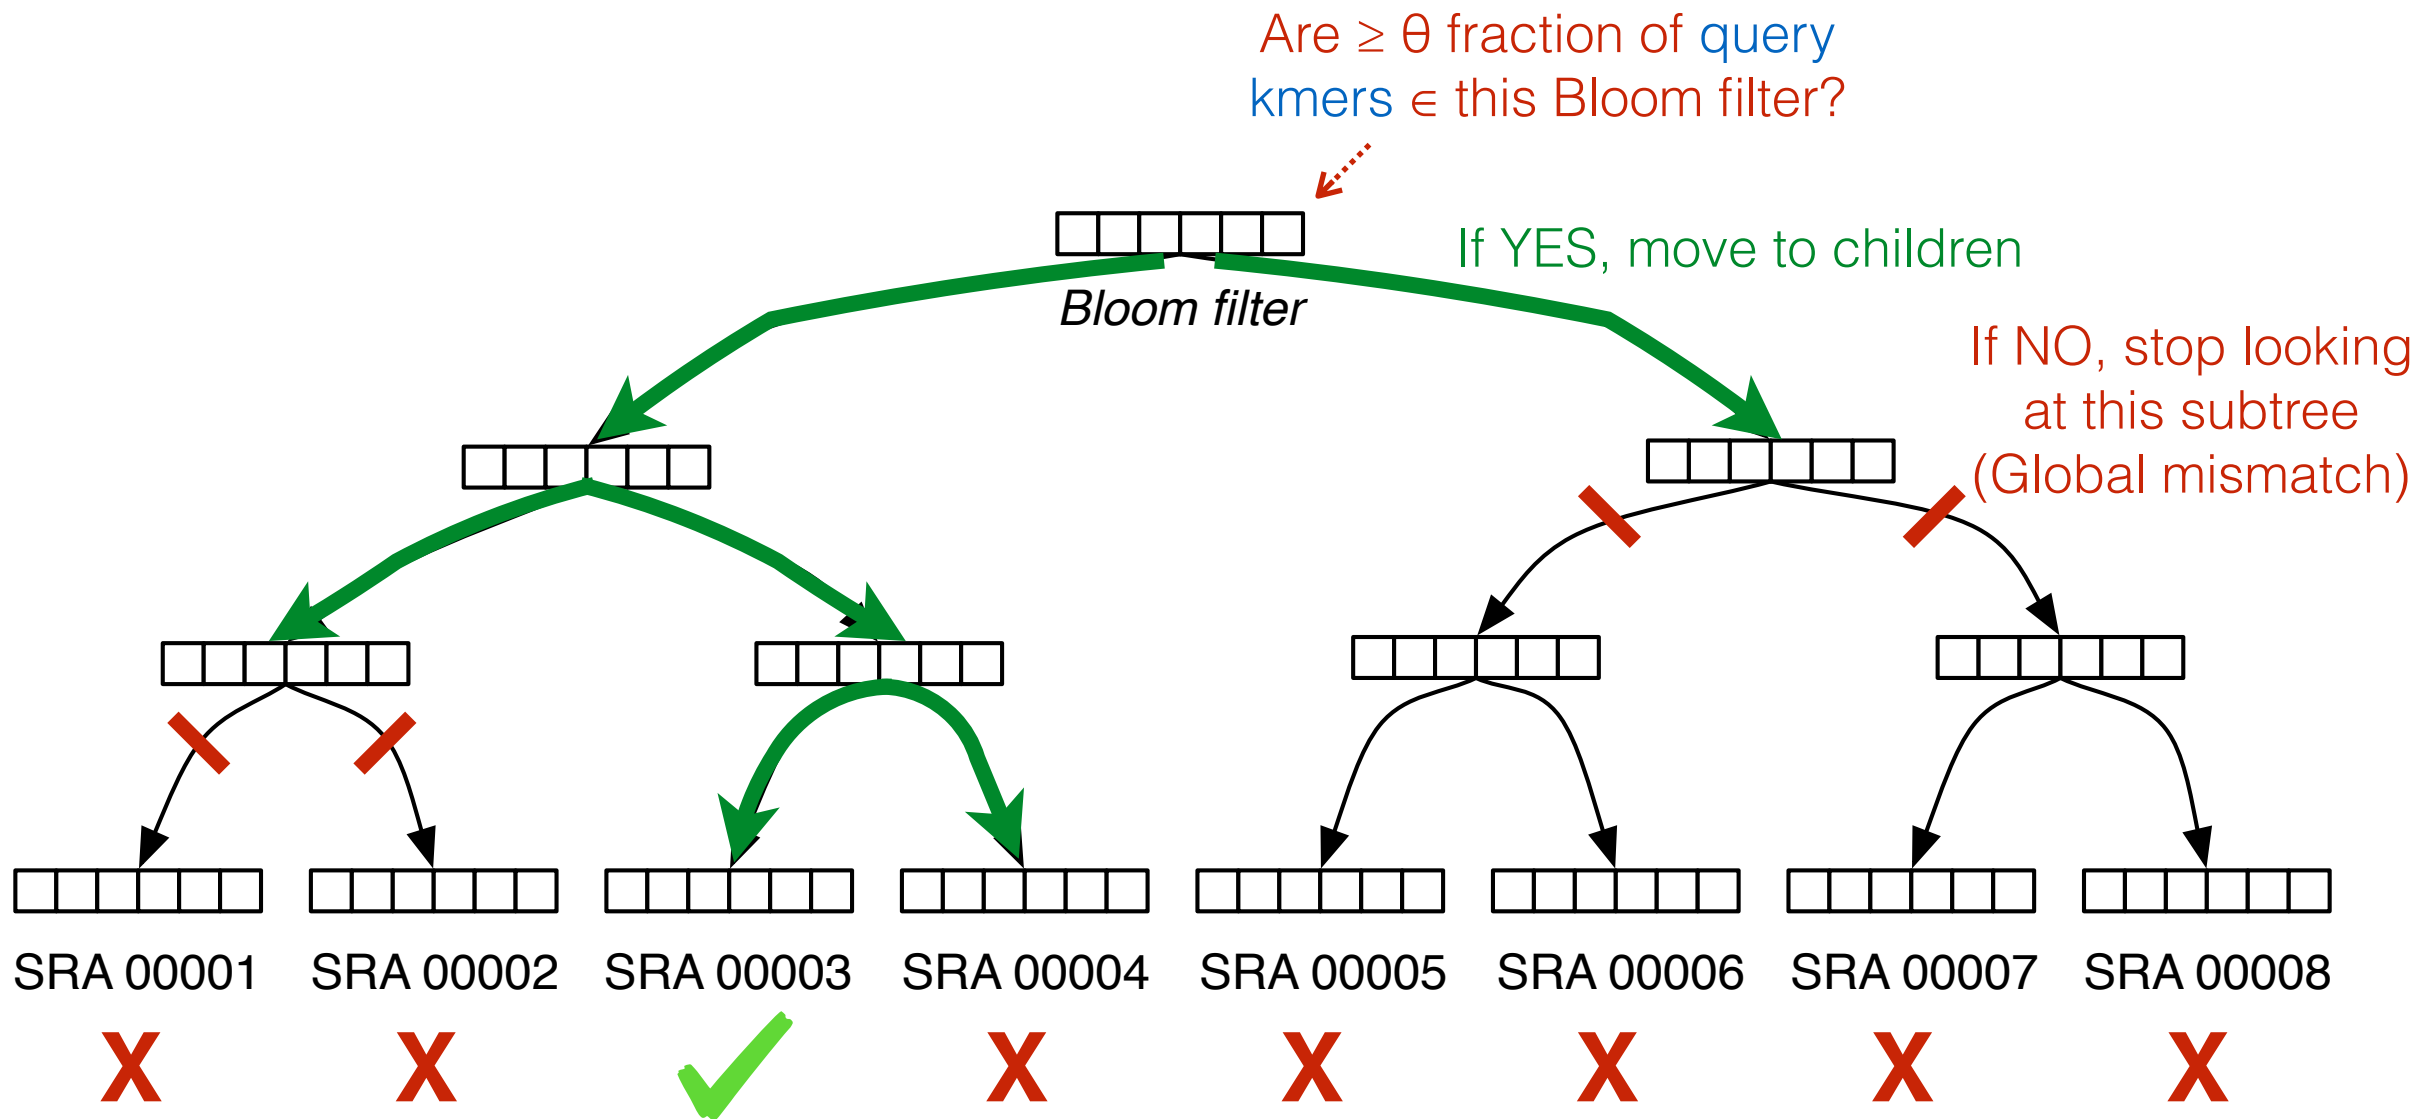 Are ≥ θ fraction of query
kmers ∈ this Bloom filter?
If YES, move to children
Bloom filter
If NO, stop looking
at this subtree
(Global mismatch)
SRA 00001 SRA 00002 SRA 00003 SRA 00004 SRA 00005 SRA 00006 SRA 00007 SRA 00008
X X ✓ X X X X X